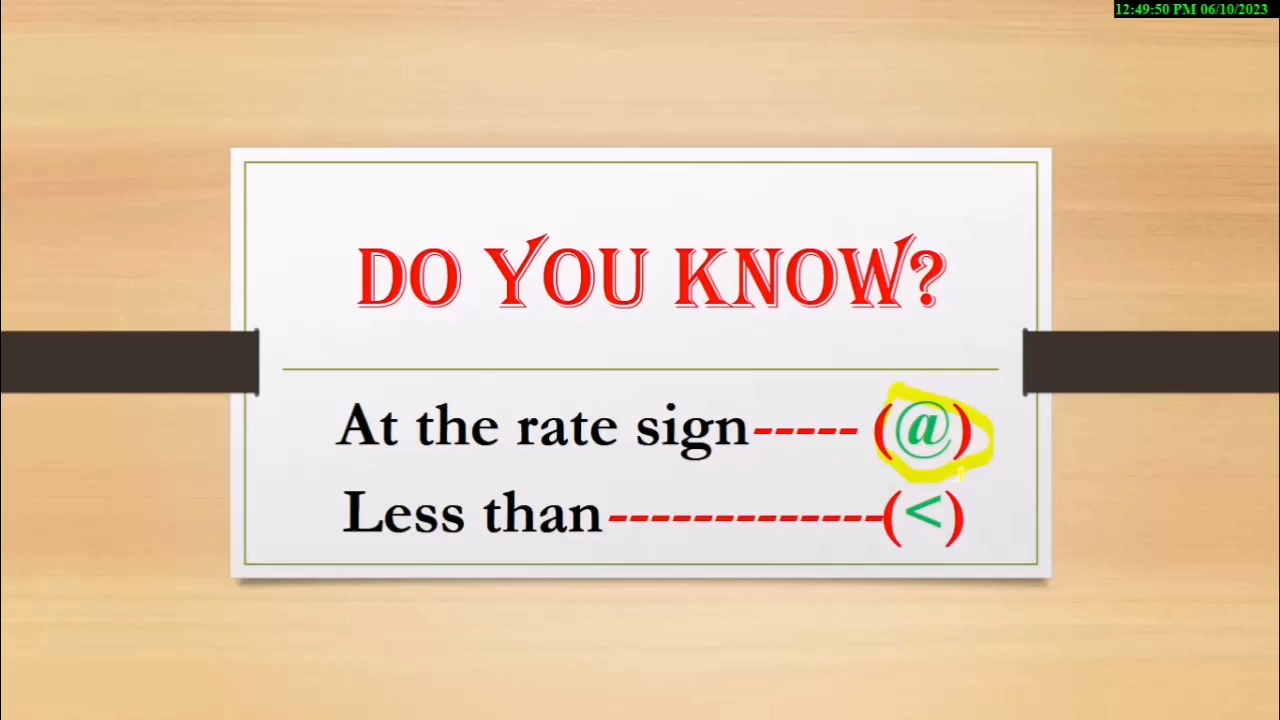 12:49:50 PM 06/10/2023
DO YOU KNOW?
At the rate sign----- (@)
Less than-------------(<)